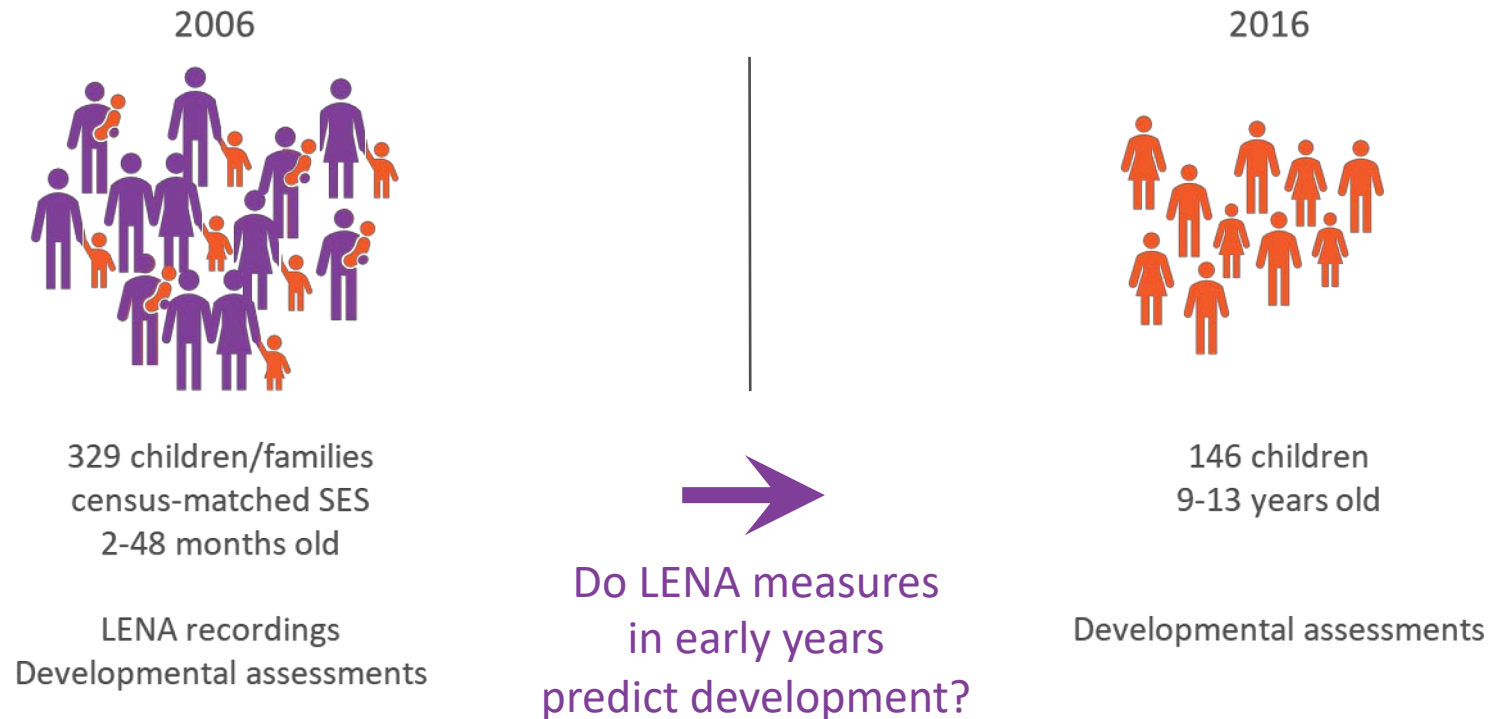 2006
329 children/families
census-matched SES
2-48 months old
LENA recordings
Developmental assessments
Do LENA measures
in early years
predict development?
2016
146 children
9-13 years old
Developmental assessments